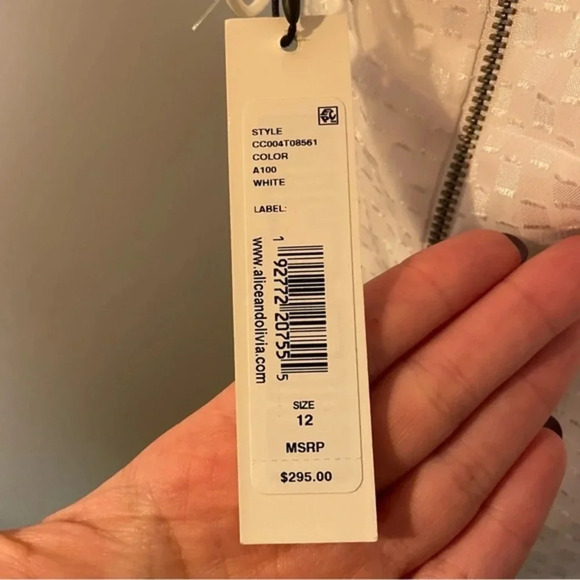 STYLE
CC004T08561
COLOR
A100
WHITE
LABEL:
1 92772 20755 5
www.aliceandolivia.com
SIZE
12
MSRP
$295.00